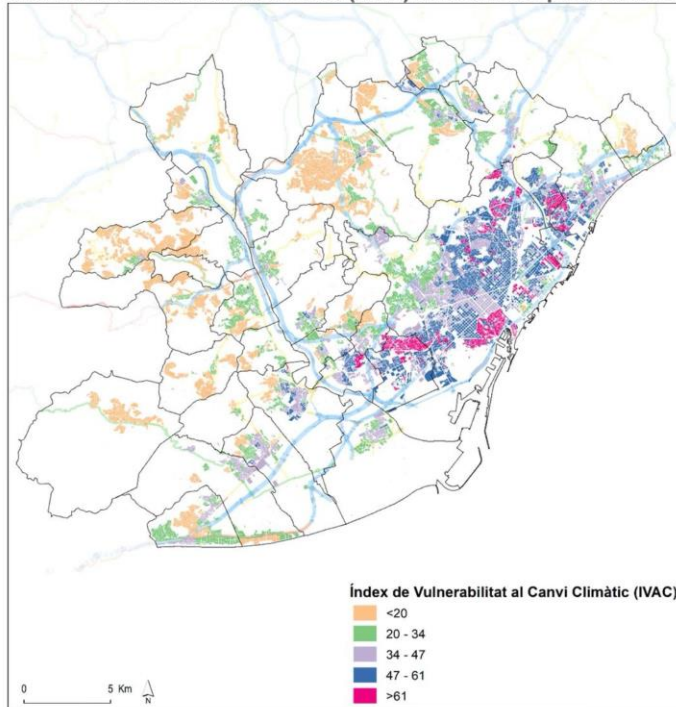 Índex de Vulnerabilitat al Canvi Climàtic (IVAC)
<20
20 - 34
34 - 47
47 - 61
>61
0 5 Km
N